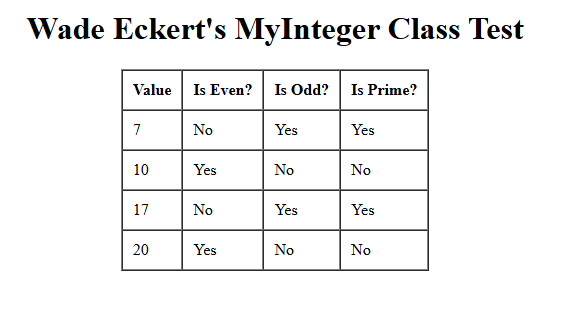 Wade Eckert's MyInteger Class Test
Value Is Even? Is Odd? Is Prime?
7 No Yes Yes
10 Yes No No
17 No Yes Yes
20 Yes No No